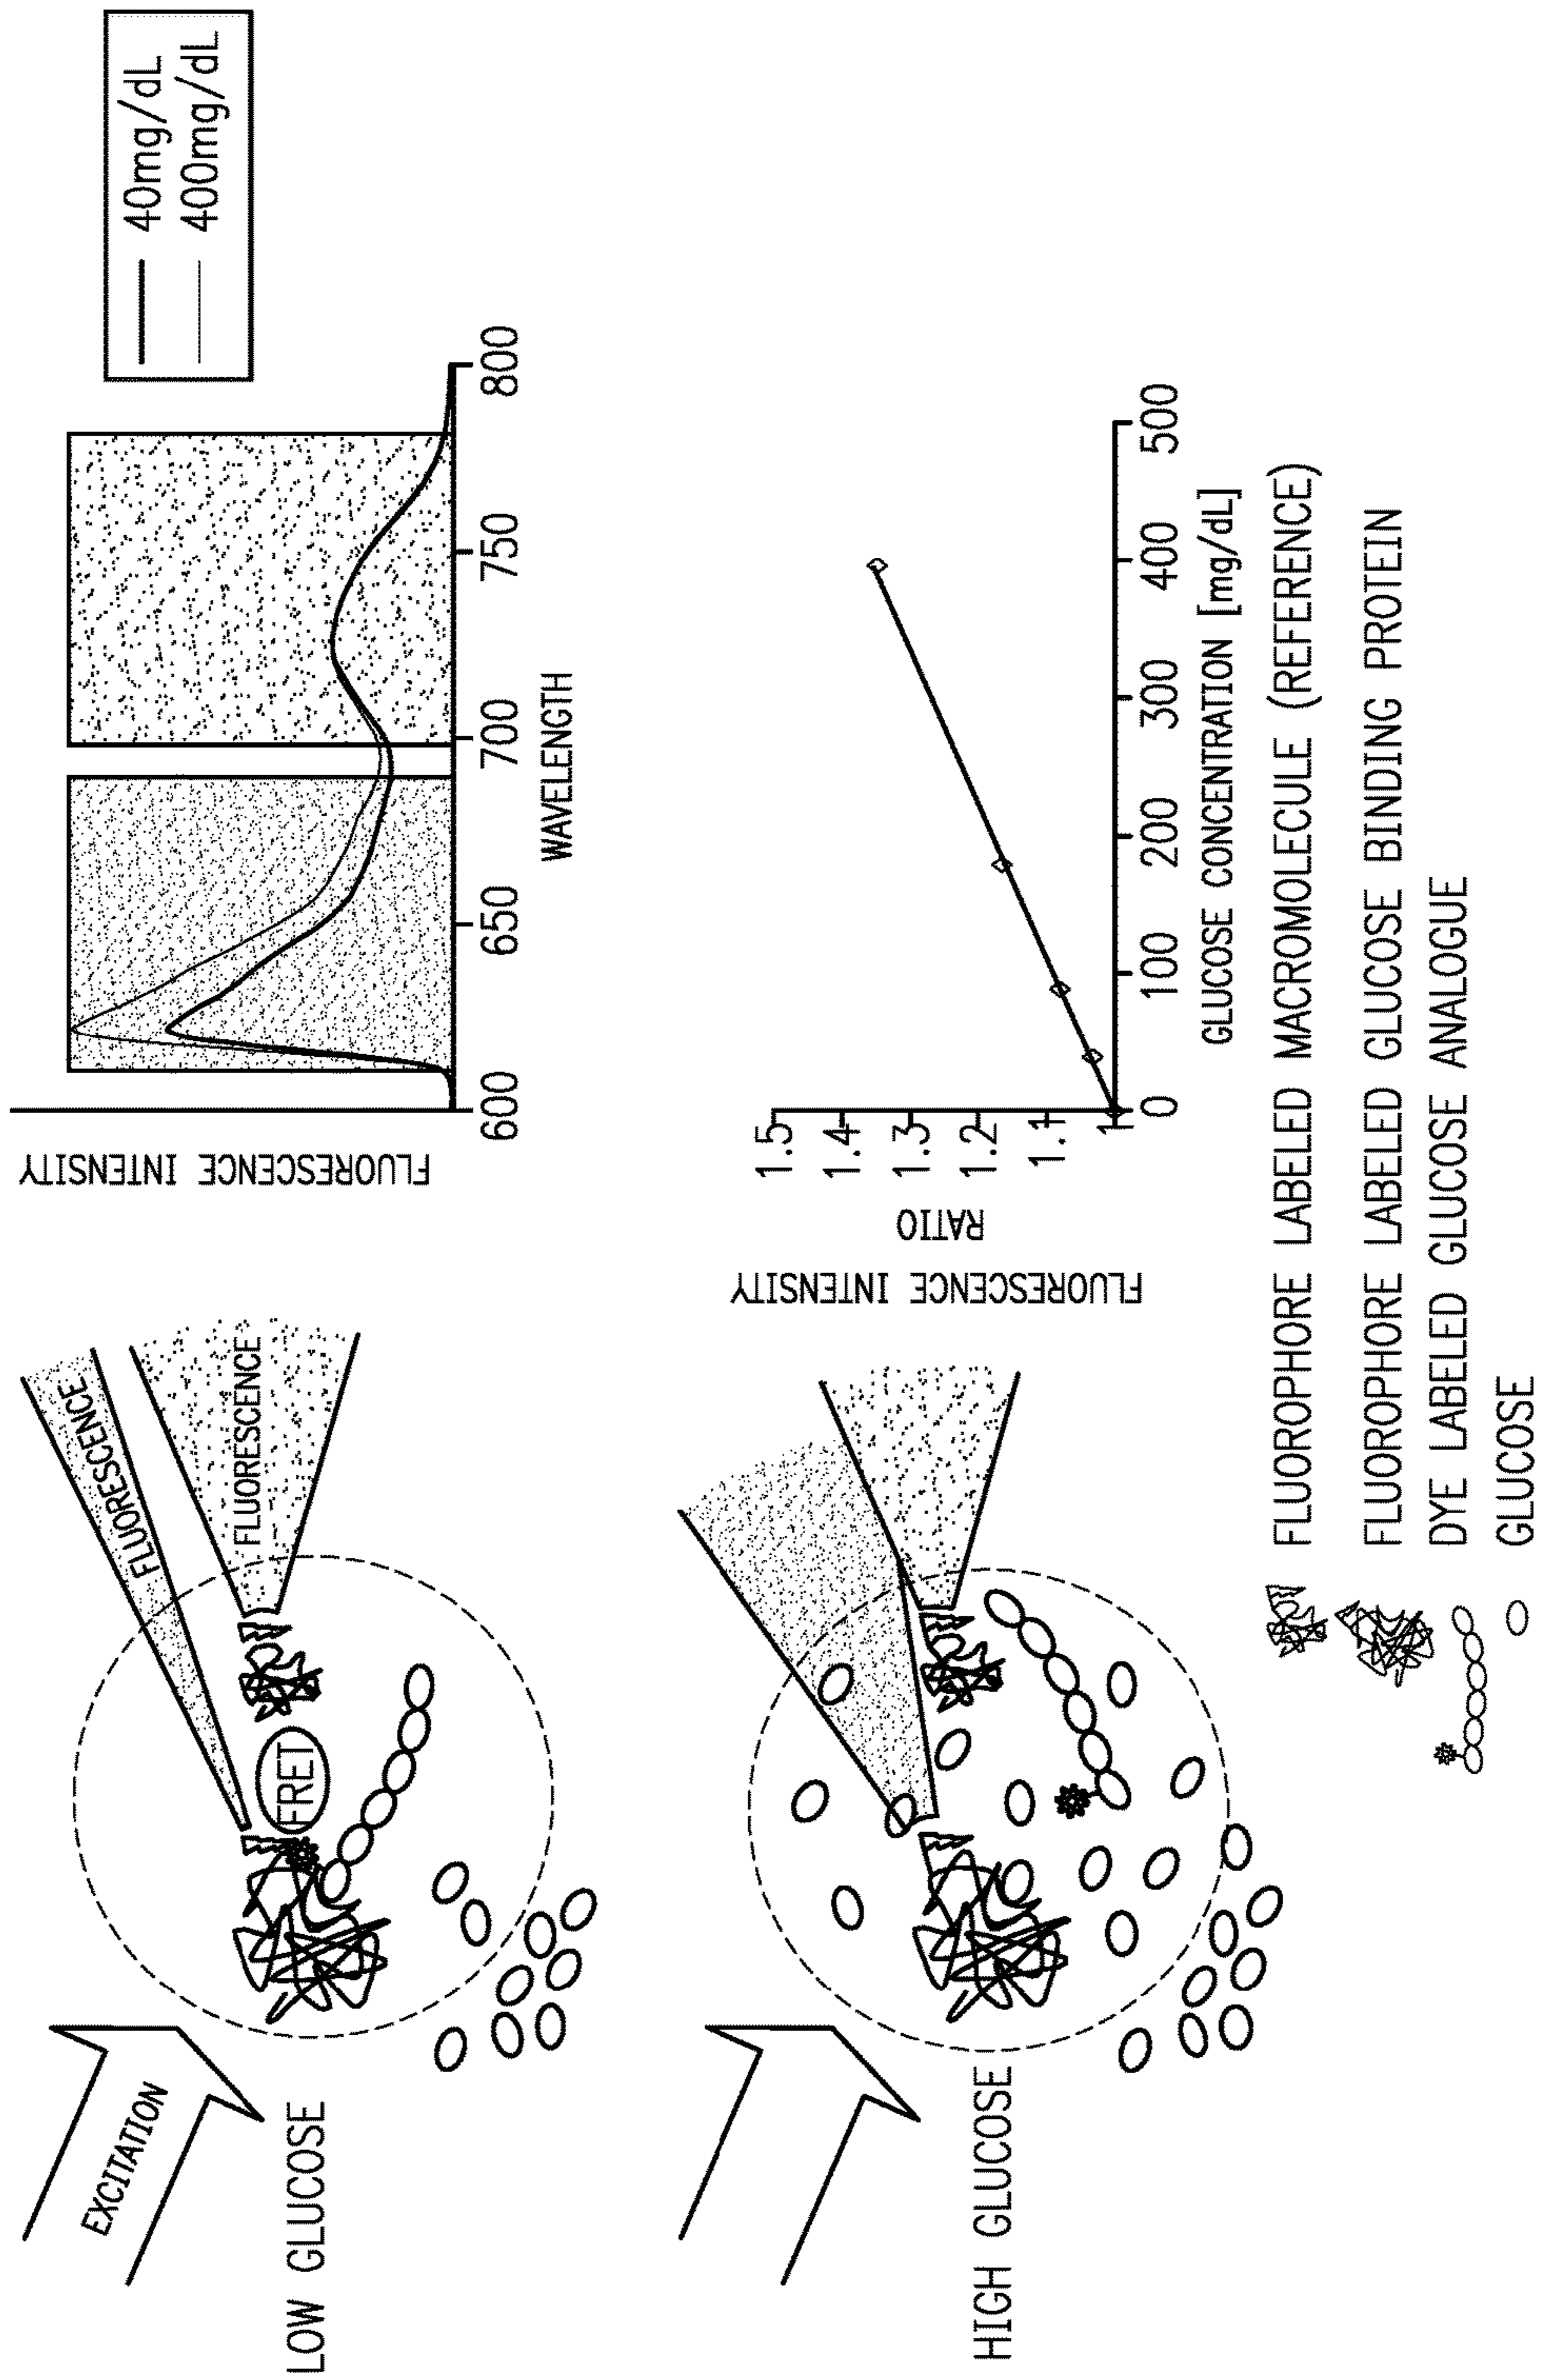 EXCITATION
LOW GLUCOSE
FRET
FLUORESCENCE
FLUORESCENCE
FLUORESCENCE INTENSITY
600 650 700 750 800
WAVELENGTH
40mg/dL
400mg/dL
HIGH GLUCOSE
FLUORESCENCE INTENSITY
RATIO
1.5
1.4
1.3
1.2
1.1
1
0 100 200 300 400 500
GLUCOSE CONCENTRATION [mg/dL]
FLUOROPHORE LABELED MACROMOLECULE (REFERENCE)
FLUOROPHORE LABELED GLUCOSE BINDING PROTEIN
DYE LABELED GLUCOSE ANALOGUE
GLUCOSE